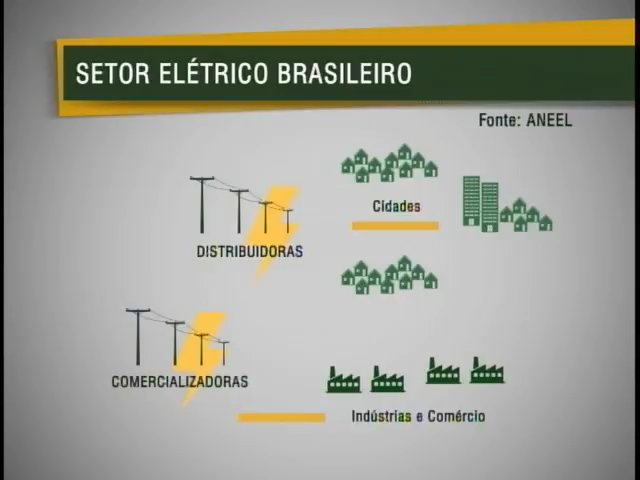 SETOR ELÉTRICO BRASILEIRO
Fonte: ANEEL
Cidades
DISTRIBUIDORAS
COMERCIALIZADORAS
Indústrias e Comércio